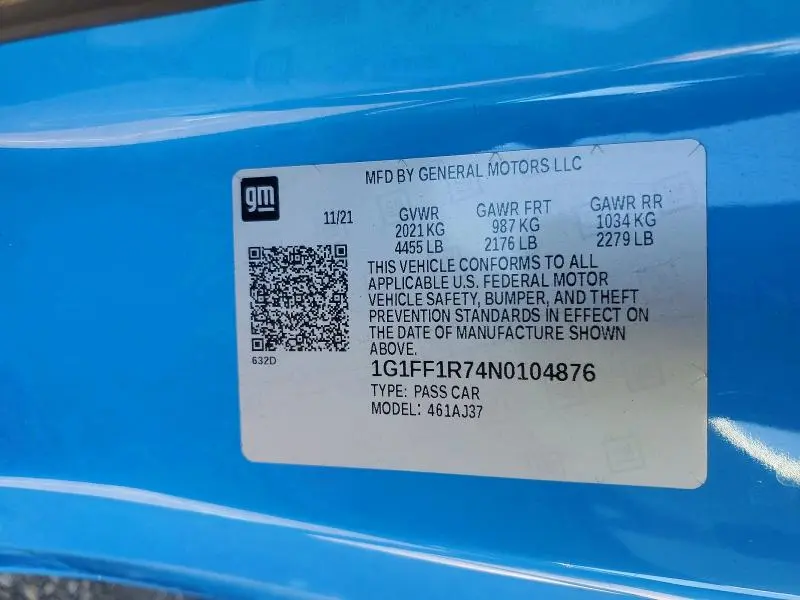 MFD BY GENERAL MOTORS LLC
gm
11/21
GVWR GAWR FRT GAWR RR
2021 KG 987 KG 1034 KG
4455 LB 2176 LB 2279 LB
THIS VEHICLE CONFORMS TO ALL
APPLICABLE U.S. FEDERAL MOTOR
VEHICLE SAFETY, BUMPER, AND THEFT
PREVENTION STANDARDS IN EFFECT ON
THE DATE OF MANUFACTURE SHOWN
ABOVE.
632D
1G1FF1R74N0104876
TYPE: PASS CAR
MODEL: 461AJ37